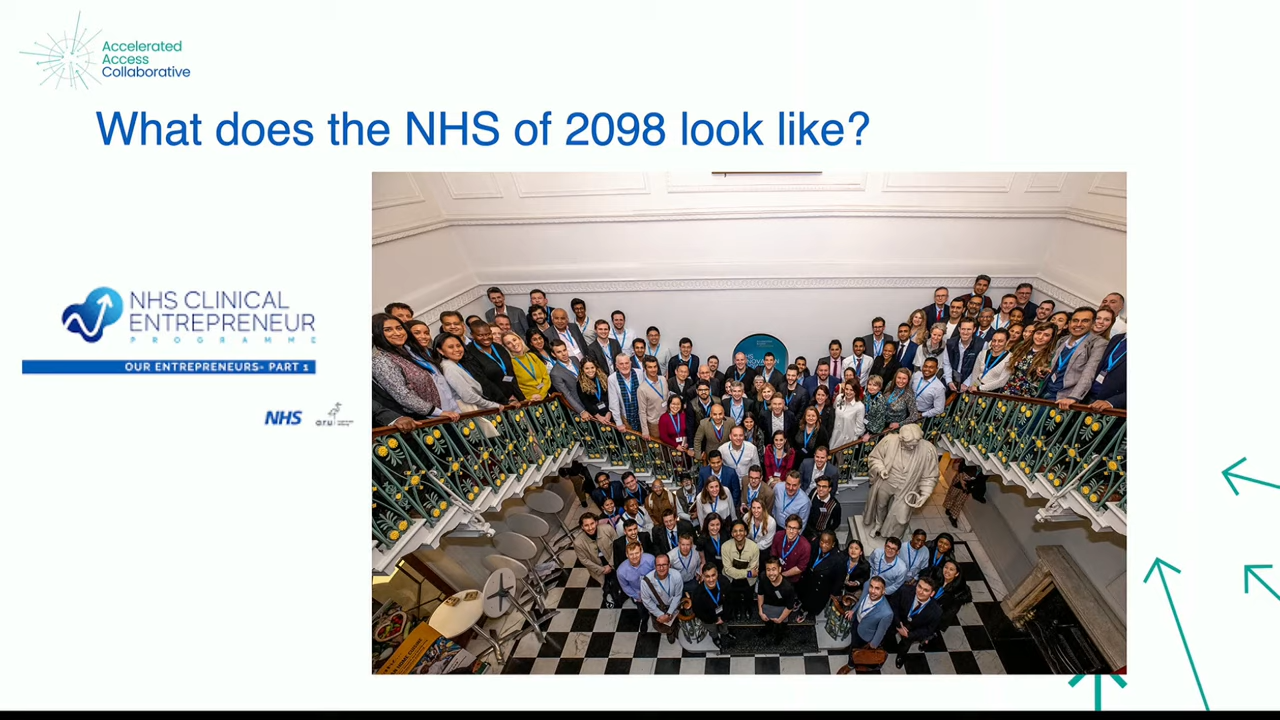 Accelerated
Access
Collaborative
What does the NHS of 2098 look like?
NHS CLINICAL
ENTREPRENEUR
PROGRAMME
OUR ENTREPRENEURS- PART 1
NHS
a.r.u.
NHS